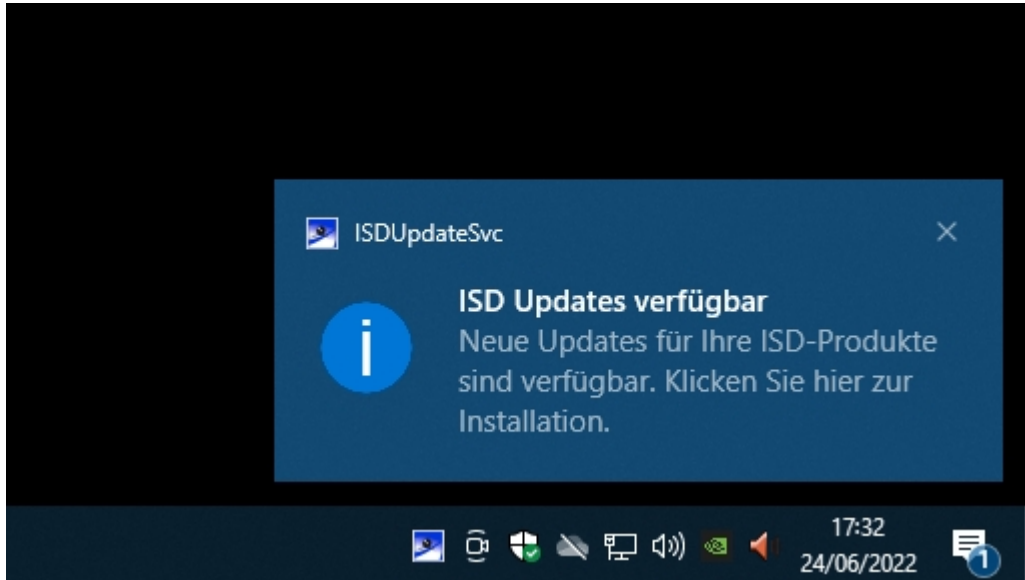 ISDUpdateSvc
ISD Updates verfügbar
Neue Updates für Ihre ISD-Produkte
sind verfügbar. Klicken Sie hier zur
Installation.
17:32
24/06/2022
1